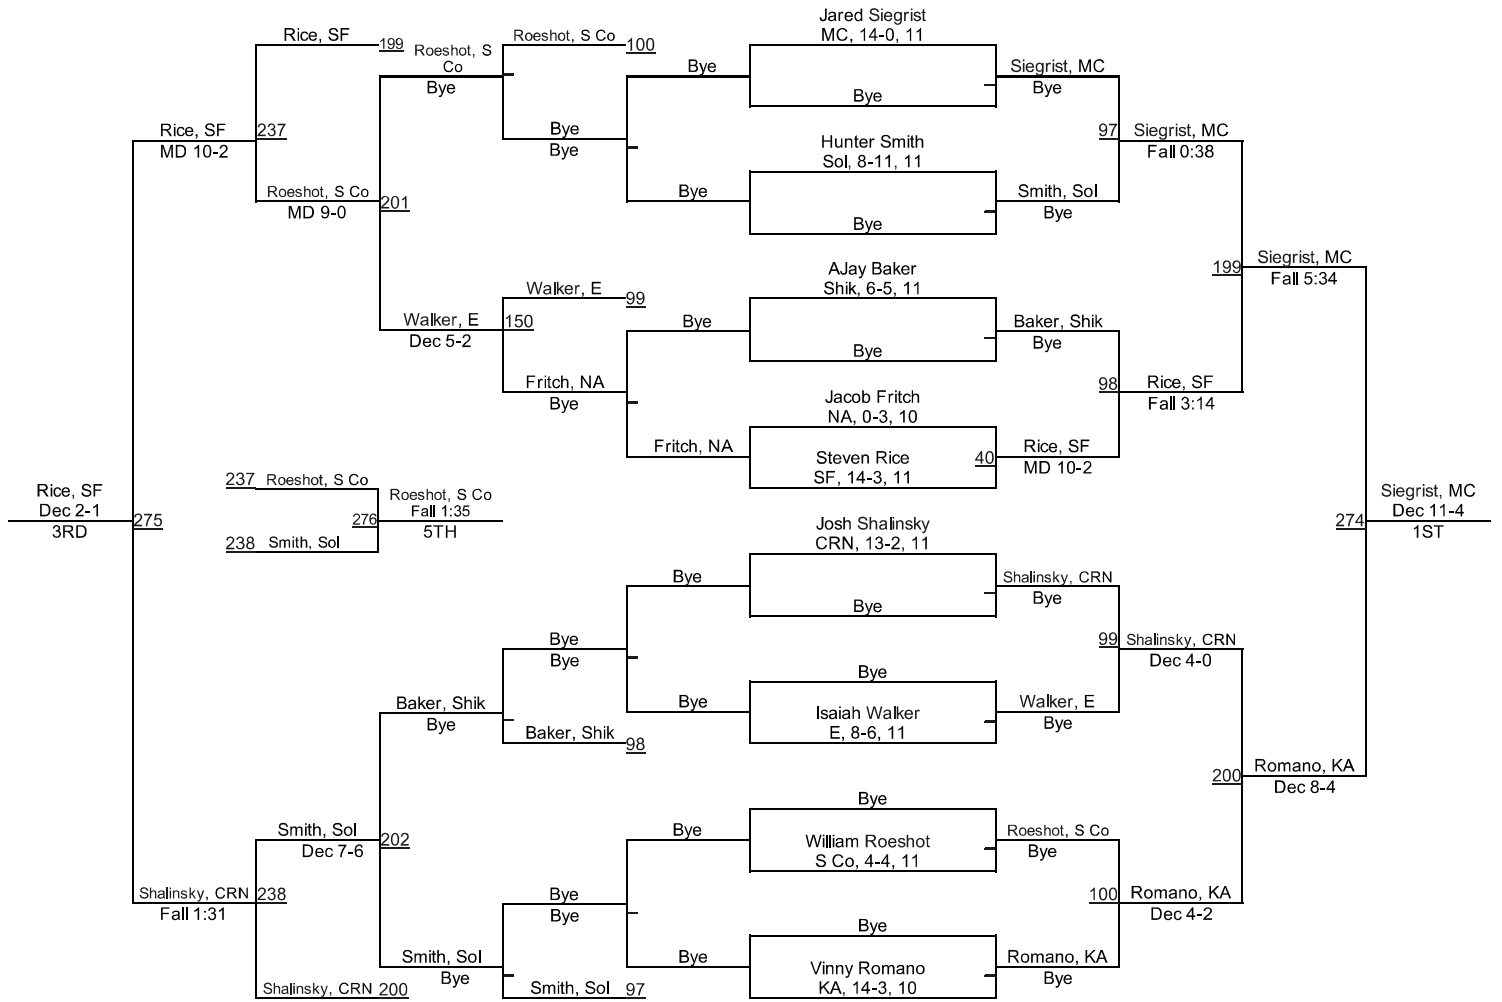 Jared Siegrist
MC, 14-0, 11
Bye
Hunter Smith
Sol, 8-11, 11
Bye
AJay Baker
Shik, 6-5, 11
Bye
Jacob Fritch
NA, 0-3, 10
Steven Rice
SF, 14-3, 11
40
Josh Shalinsky
CRN, 13-2, 11
Bye
Bye
Isaiah Walker
E, 8-6, 11
Bye
William Roeshot
S Co, 4-4, 11
Bye
Vinny Romano
KA, 14-3, 10
Siegrist, MC
Bye
97
Smith, Sol
Bye
Baker, Shik
Bye
98
Rice, SF
MD 10-2
Shalinsky, CRN
Bye
99
Walker, E
Bye
Roeshot, S Co
Bye
100
Romano, KA
Bye
Siegrist, MC
Fall 0:38
199
Rice, SF
Fall 3:14
Shalinsky, CRN
Dec 4-0
200
Romano, KA
Dec 4-2
Siegrist, MC
Fall 5:34
274
Romano, KA
Dec 8-4
Siegrist, MC
Dec 11-4
1ST
Bye
Bye
Bye
Fritch, NA
Bye
Bye
Bye
Bye
Roeshot, S Co
100
Bye
Bye
Walker, E
99
Fritch, NA
Bye
Bye
Bye
Baker, Shik
98
Bye
Bye
Smith, Sol
97
Roeshot, S
Co
Bye
201
Walker, E
Dec 5-2
150
Baker, Shik
Bye
202
Smith, Sol
Bye
Rice, SF
199
237
Roeshot, S Co
MD 9-0
Smith, Sol
Dec 7-6
238
Shalinsky, CRN
200
Rice, SF
MD 10-2
275
Shalinsky, CRN
Fall 1:31
Rice, SF
Dec 2-1
3RD
237
Roeshot, S Co
276
238
Smith, Sol
Roeshot, S Co
Fall 1:35
5TH